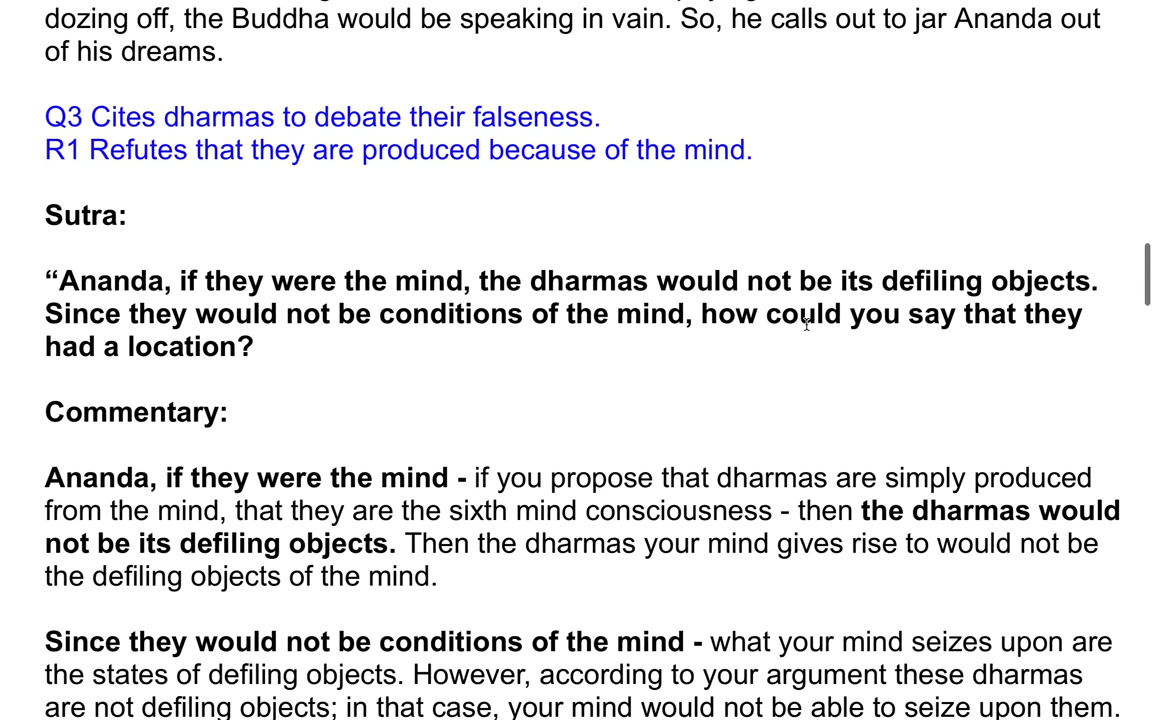 dozing off, the Buddha would be speaking in vain. So, he calls out to jar Ananda out
of his dreams.
Q3 Cites dharmas to debate their falseness.
R1 Refutes that they are produced because of the mind.
Sutra:
“Ananda, if they were the mind, the dharmas would not be its defiling objects.
Since they would not be conditions of the mind, how could you say that they
had a location?
Commentary:
Ananda, if they were the mind - if you propose that dharmas are simply produced
from the mind, that they are the sixth mind consciousness - then the dharmas would
not be its defiling objects. Then the dharmas your mind gives rise to would not be
the defiling objects of the mind.
Since they would not be conditions of the mind - what your mind seizes upon are
the states of defiling objects. However, according to your argument these dharmas
are not defiling objects; in that case, your mind would not be able to seize upon them.